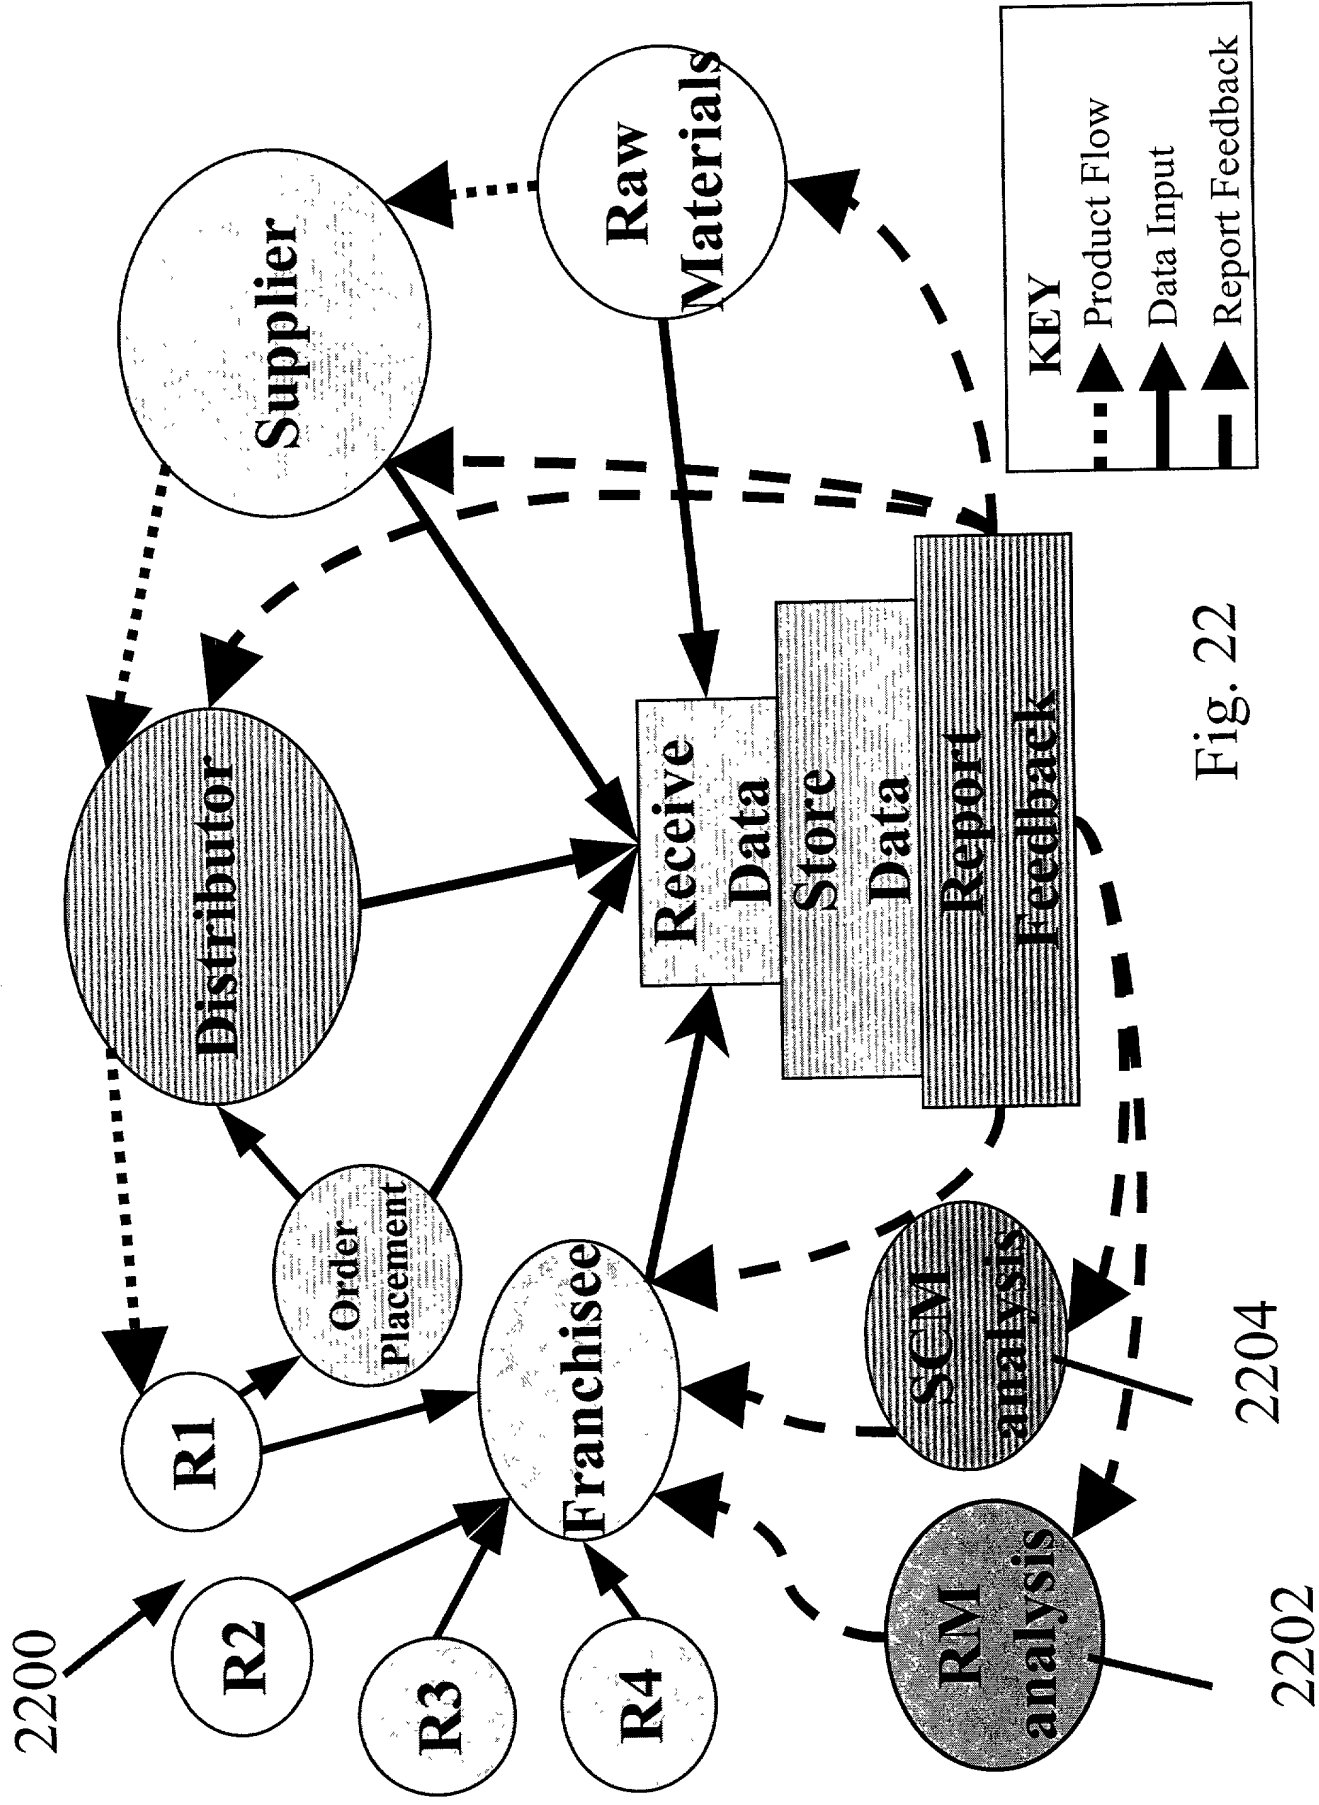 2200
R2
R1
Distributor
Supplier
Order
Placement
R3
Franchisee
R4
Raw
Materials
Receive
Data
Store
Data
Report
Feedback
RM
analysis
SCM
analysis
KEY
Product Flow
Data Input
Report Feedback
2202
2204
Fig. 22